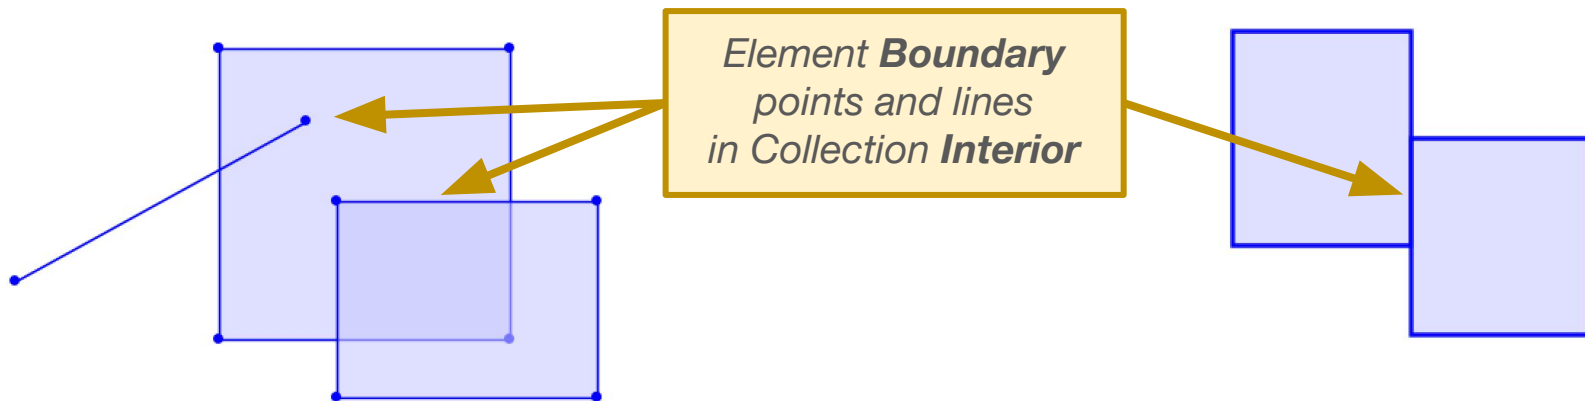 Element Boundary
points and lines
in Collection Interior